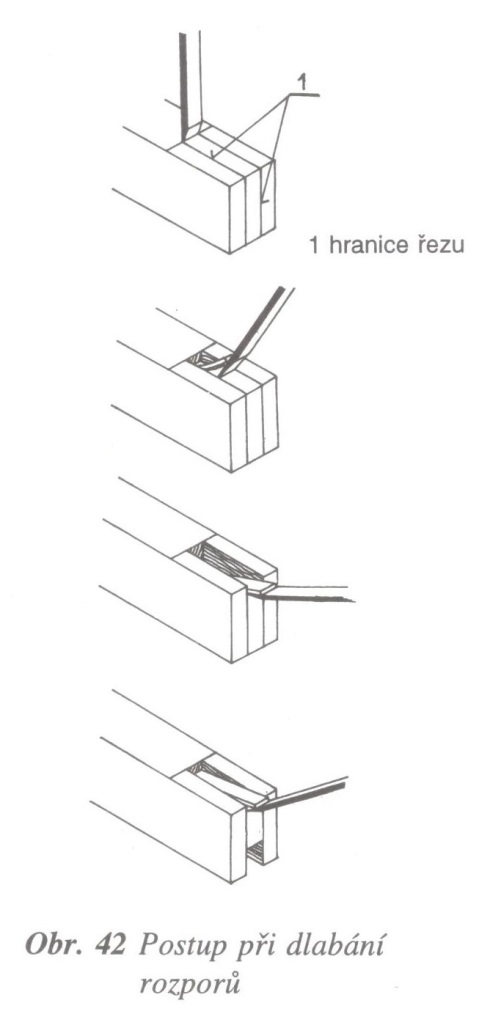 1
1 hranice řezu
Obr. 42 Postup při dlabání
rozporů